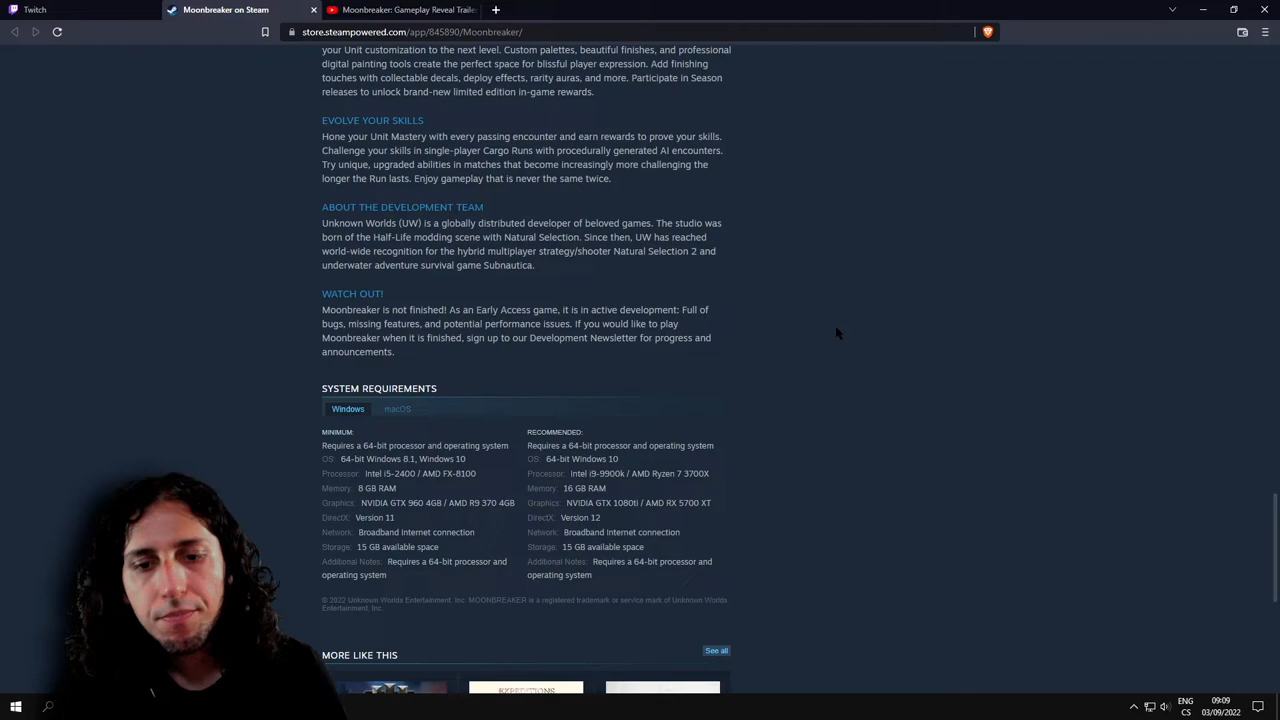 Twitch
Moonbreaker on Steam
Moonbreaker: Gameplay Reveal Trailer
store.steampowered.com/app/845890/Moonbreaker/
your Unit customization to the next level. Custom palettes, beautiful finishes, and professional
digital painting tools create the perfect space for blissful player expression. Add finishing
touches with collectable decals, deploy effects, rarity auras, and more. Participate in Season
releases to unlock brand-new limited edition in-game rewards.
EVOLVE YOUR SKILLS
Hone your Unit Mastery with every passing encounter and earn rewards to prove your skills.
Challenge your skills in single-player Cargo Runs with procedurally generated AI encounters.
Try unique, upgraded abilities in matches that become increasingly more challenging the
longer the Run lasts. Enjoy gameplay that is never the same twice.
ABOUT THE DEVELOPMENT TEAM
Unknown Worlds (UW) is a globally distributed developer of beloved games. The studio was
born of the Half-Life modding scene with Natural Selection. Since then, UW has reached
world-wide recognition for the hybrid multiplayer strategy/shooter Natural Selection 2 and
underwater adventure survival game Subnautica.
WATCH OUT!
Moonbreaker is not finished! As an Early Access game, it is in active development: Full of
bugs, missing features, and potential performance issues. If you would like to play
Moonbreaker when it is finished, sign up to our Development Newsletter for progress and
announcements.
SYSTEM REQUIREMENTS
Windows macOS
MINIMUM:
Requires a 64-bit processor and operating system
OS: 64-bit Windows 8.1, Windows 10
Processor: Intel i5-2400 / AMD FX-8100
Memory: 8 GB RAM
Graphics: NVIDIA GTX 960 4GB / AMD R9 370 4GB
DirectX: Version 11
Network: Broadband Internet connection
Storage: 15 GB available space
Additional Notes: Requires a 64-bit processor and
operating system
RECOMMENDED:
Requires a 64-bit processor and operating system
OS: 64-bit Windows 10
Processor: Intel i9-9900k / AMD Ryzen 7 3700X
Memory: 16 GB RAM
Graphics: NVIDIA GTX 1080ti / AMD RX 5700 XT
DirectX: Version 12
Network: Broadband Internet connection
Storage: 15 GB available space
Additional Notes: Requires a 64-bit processor and
operating system
© 2022 Unknown Worlds Entertainment, Inc. MOONBREAKER is a registered trademark or service mark of Unknown Worlds
Entertainment, Inc.
MORE LIKE THIS
See all
EXPEDITIONS
ENG
CS
09:09
03/09/2022